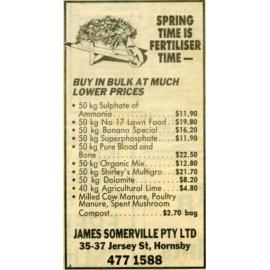 SPRING
TIME IS
FERTILISER
TIME —
BUY IN BULK AT MUCH
LOWER PRICES
• 50 kg Sulphate of
Ammonia..............$11.90
• 50 kg No 17 Lawn Food..$19.80
• 50 kg Banana Special....$16.20
• 50 kg Superphosphate...$11.90
• 50 kg Pure Blood and
Bone.................$22.50
• 50 kg Organic Mix......$12.80
• 50 kg Shirley's Multigro..$21.70
• 50 kg Dolomite.........$8.20
• 40 kg Agricultural Lime...$4.80
• Milled Cow Manure, Poultry
Manure, Spent Mushroom
Compost..........$2.70 bag
JAMES SOMERVILLE PTY LTD
35-37 Jersey St, Hornsby
477 1588